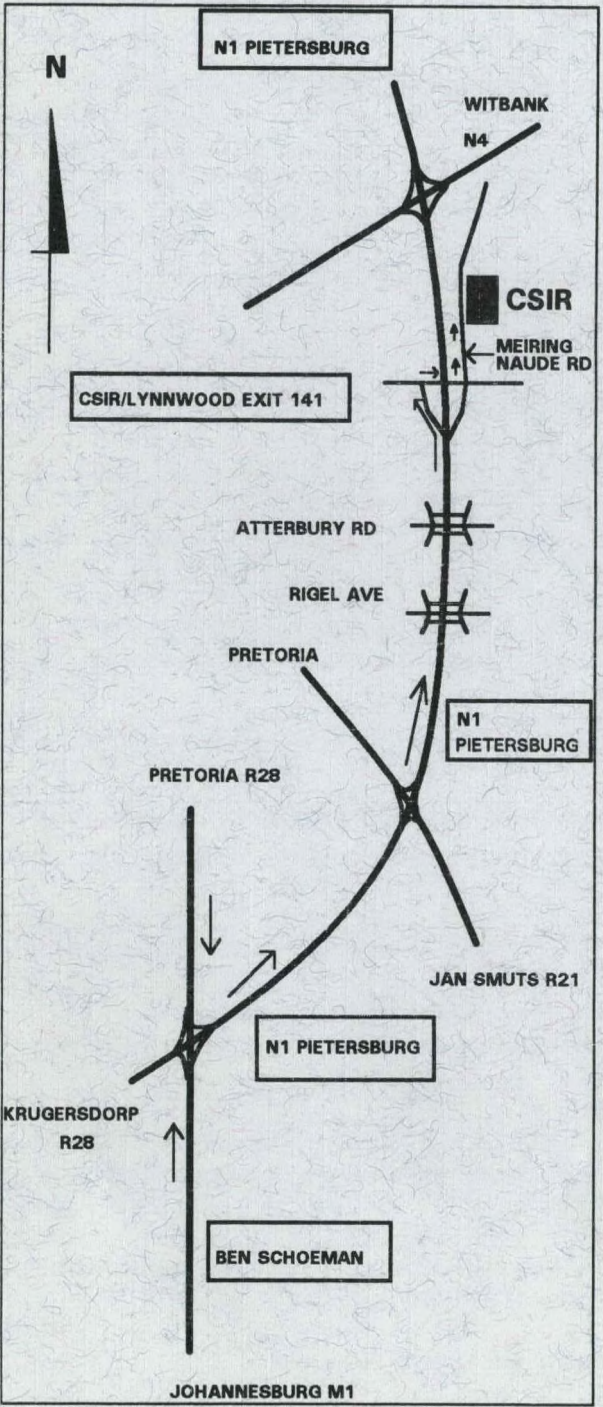 N1 PIETERSBURG
N
WITBANK
N4
CSIR
MEIRING
NAUDE RD
CSIR/LYNNWOOD EXIT 141
ATTERBURY RD
RIGEL AVE
PRETORIA
N1
PIETERSBURG
PRETORIA R28
JAN SMUTS R21
N1 PIETERSBURG
KRUGERSDORP
R28
BEN SCHOEMAN
JOHANNESBURG M1